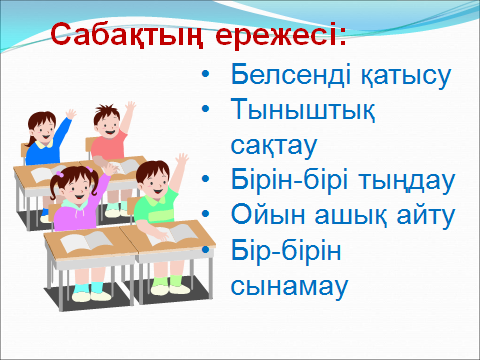 Сабақтың ережесі:
• Белсенді қатысу
• Тыныштық
сақтау
• Бірін-бірі тыңдау
• Ойын ашық айту
• Бір-бірін
сынамау